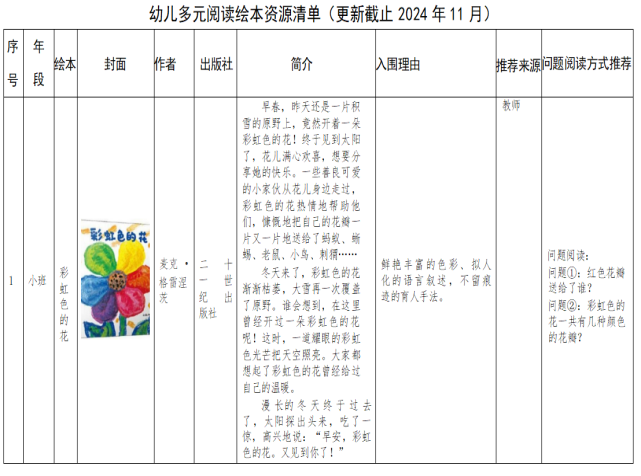 幼儿多元阅读绘本资源清单（更新截止 2024 年 11 月）
序号
年段
绘本
封面
作者
出版社
简介
入围理由
推荐来源
问题阅读方式推荐
1
小班
彩虹色的花
彩虹色的花
麦克·格雷涅茨
二十一世纪出版社
早春，昨天还是一片积
雪的原野上，竟然开着一朵
彩虹色的花！终于见到太阳
了，花儿满心欢喜，想要分
享她的快乐。一些善良可爱
的小家伙从花儿身边走过，
彩虹色的花热情地帮助他
们，慷慨地把自己的花瓣一
片又一片地送给了蚂蚁、蜥
蜴、老鼠、小鸟、刺猬……
冬天来了，彩虹色的花
渐渐枯萎，大雪再一次覆盖
了原野。谁会想到，在这里
曾经开过一朵彩虹色的花
呢！这时，一道耀眼的彩虹
色光芒把天空照亮。大家都
想起了彩虹色的花曾经给过
自己的温暖。
漫长的冬天终于过去
了，太阳探出头来，吃了一
惊，高兴地说：“早安，彩虹
色的花。又见到你了！”
鲜艳丰富的色彩、拟人
化的语言叙述，不留痕
迹的育人手法。
教师
问题阅读：
问题①：红色花瓣
送给了谁？
问题②：彩虹色的
花一共有几种颜色
的花瓣？